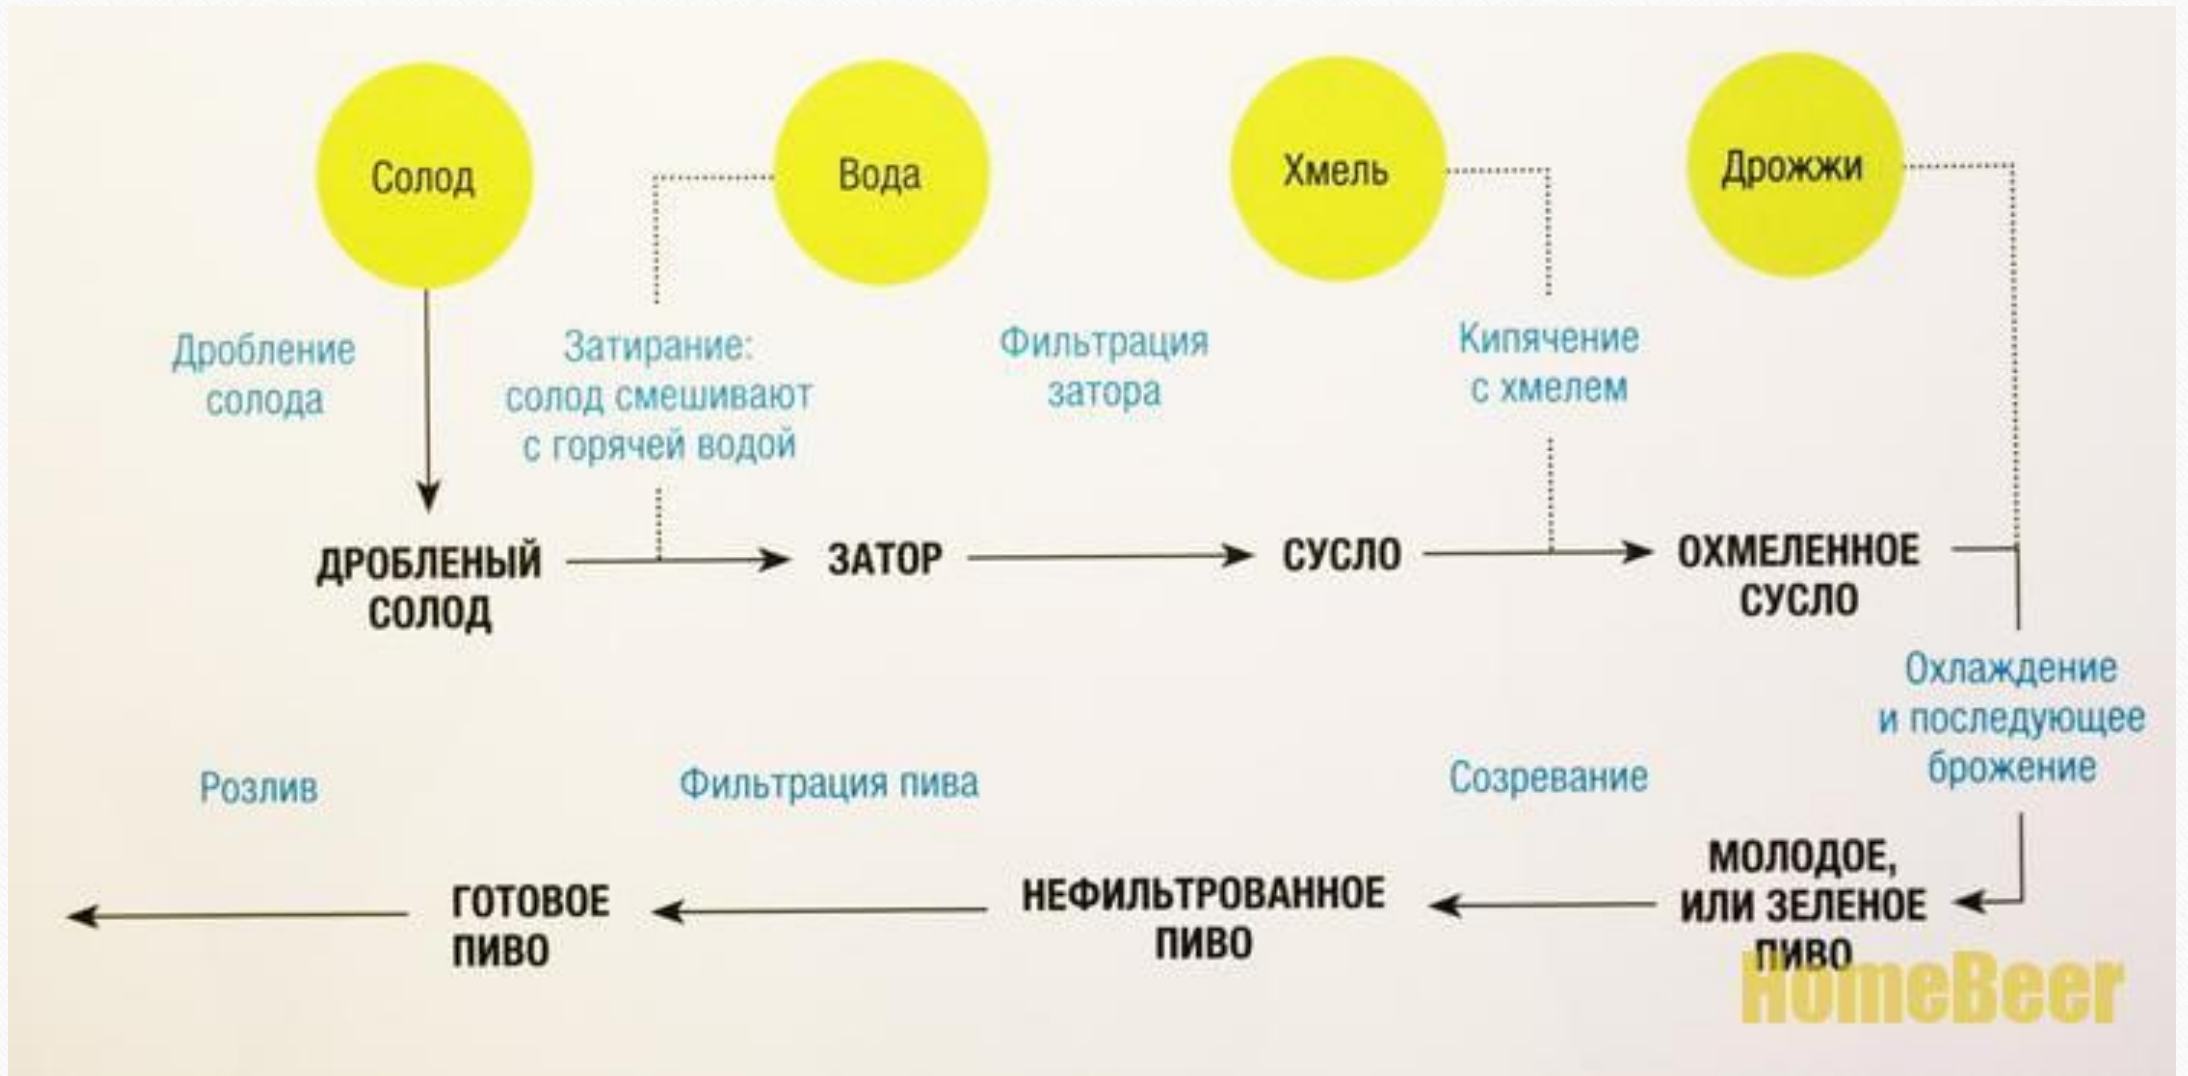 Солод
Вода
Хмель
Дрожжи
Дробление
солода
Затирание:
солод смешивают
с горячей водой
Фильтрация
затора
Кипячение
с хмелем
ДРОБЛЕНЫЙ
СОЛОД
ЗАТОР
СУСЛО
ОХМЕЛЕННОЕ
СУСЛО
Охлаждение
и последующее
брожение
Созревание
Фильтрация пива
Розлив
МОЛОДОЕ,
ИЛИ ЗЕЛЕНОЕ
ПИВО
НЕФИЛЬТРОВАННОЕ
ПИВО
ГОТОВОЕ
ПИВО
HomeBeer